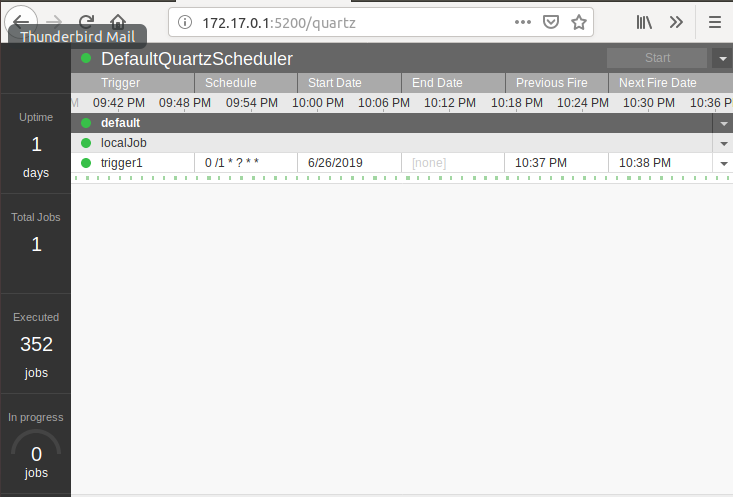 172.17.0.1:5200/quartz
Thunderbird Mail
DefaultQuartzScheduler
Start
Trigger Schedule Start Date End Date Previous Fire Next Fire Date
M 09:42 PM 09:48 PM 09:54 PM 10:00 PM 10:06 PM 10:12 PM 10:18 PM 10:24 PM 10:30 PM 10:36 P
default
localJob
trigger1 0 /1 * ? * * 6/26/2019 [none] 10:37 PM 10:38 PM
Uptime
1
days
Total Jobs
1
Executed
352
jobs
In progress
0
jobs